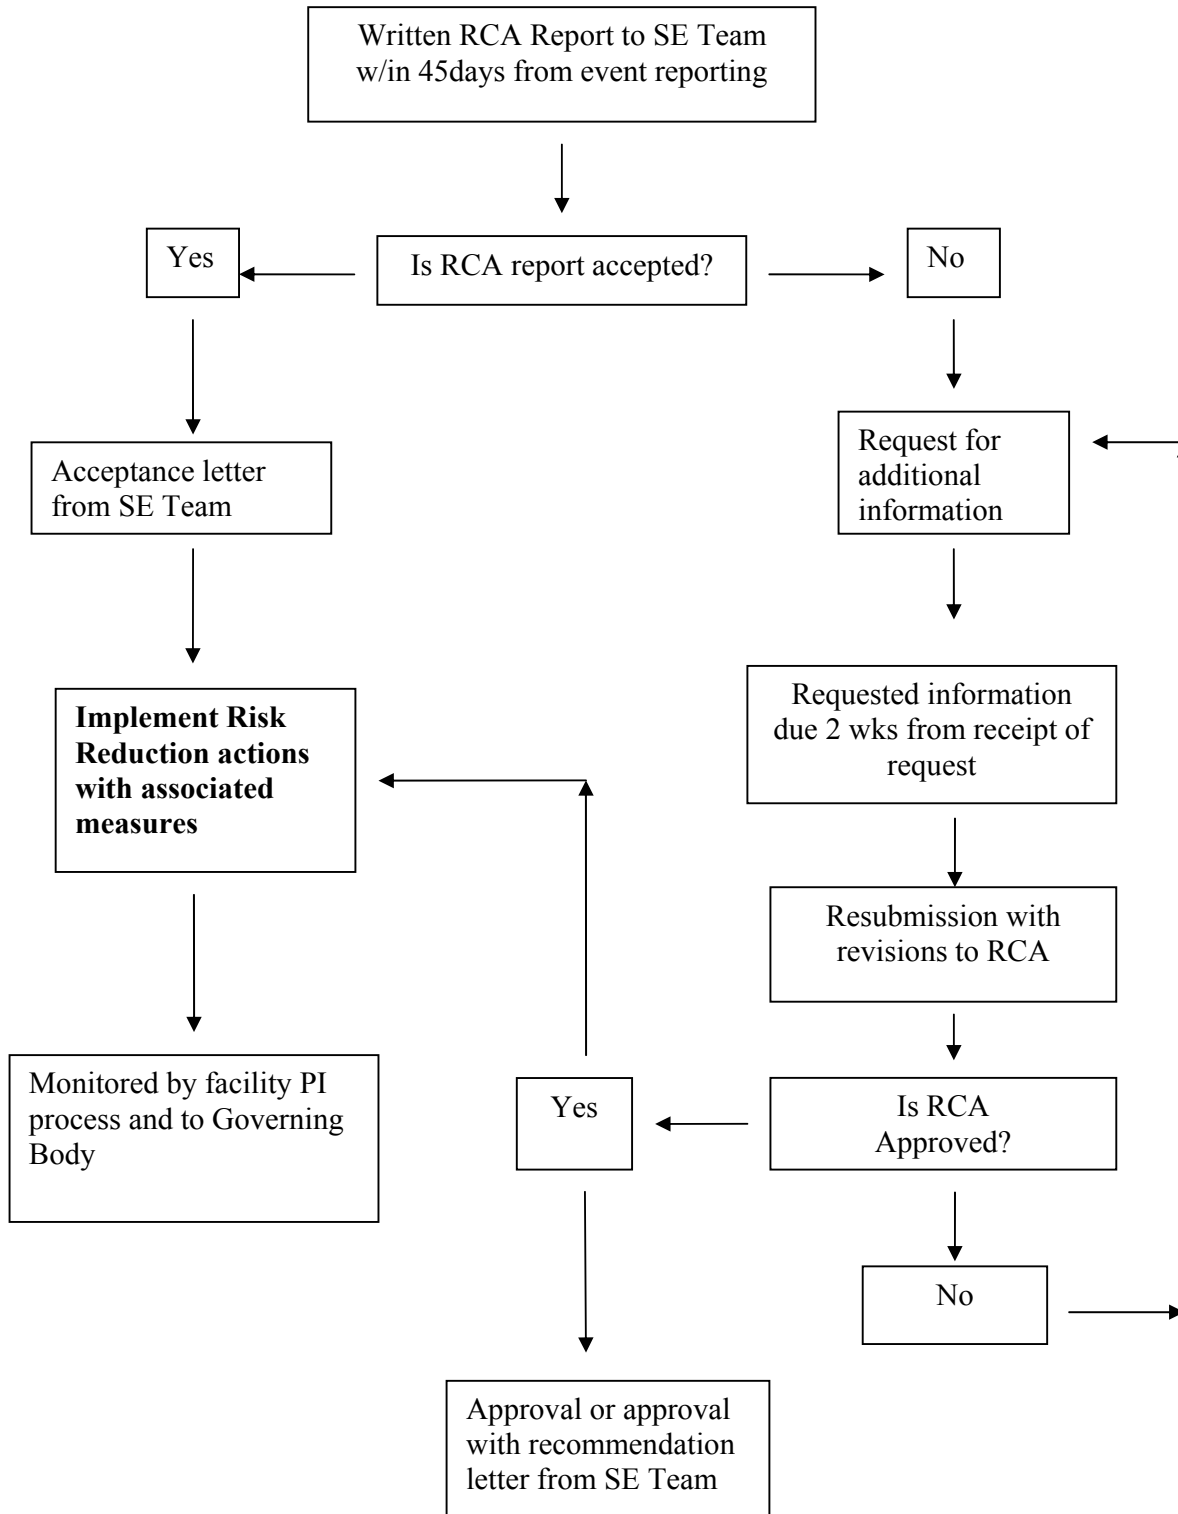 Written RCA Report to SE Team
w/in 45days from event reporting
Yes
Is RCA report accepted?
No
Acceptance letter
from SE Team
Request for
additional
information
Implement Risk
Reduction actions
with associated
measures
Requested information
due 2 wks from receipt of
request
Resubmission with
revisions to RCA
Monitored by facility PI
process and to Governing
Body
Yes
Is RCA
Approved?
No
Approval or approval
with recommendation
letter from SE Team